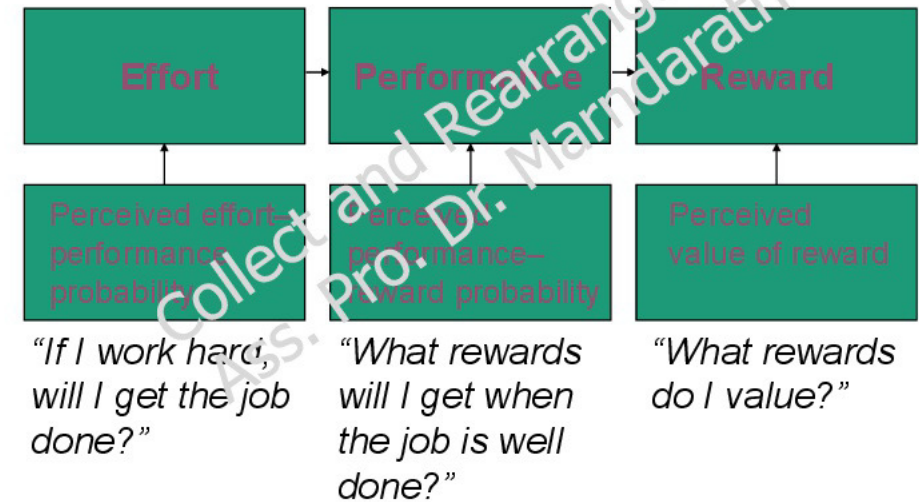 Effort
Performance
Reward
Perceived effort–
performance
probability
Perceived
performance–
reward probability
Perceived
value of reward
“If I work hard,
will I get the job
done?”
“What rewards
will I get when
the job is well
done?”
“What rewards
do I value?”
Collect and Rearrang
Ass. Pro. Dr. Marndarath